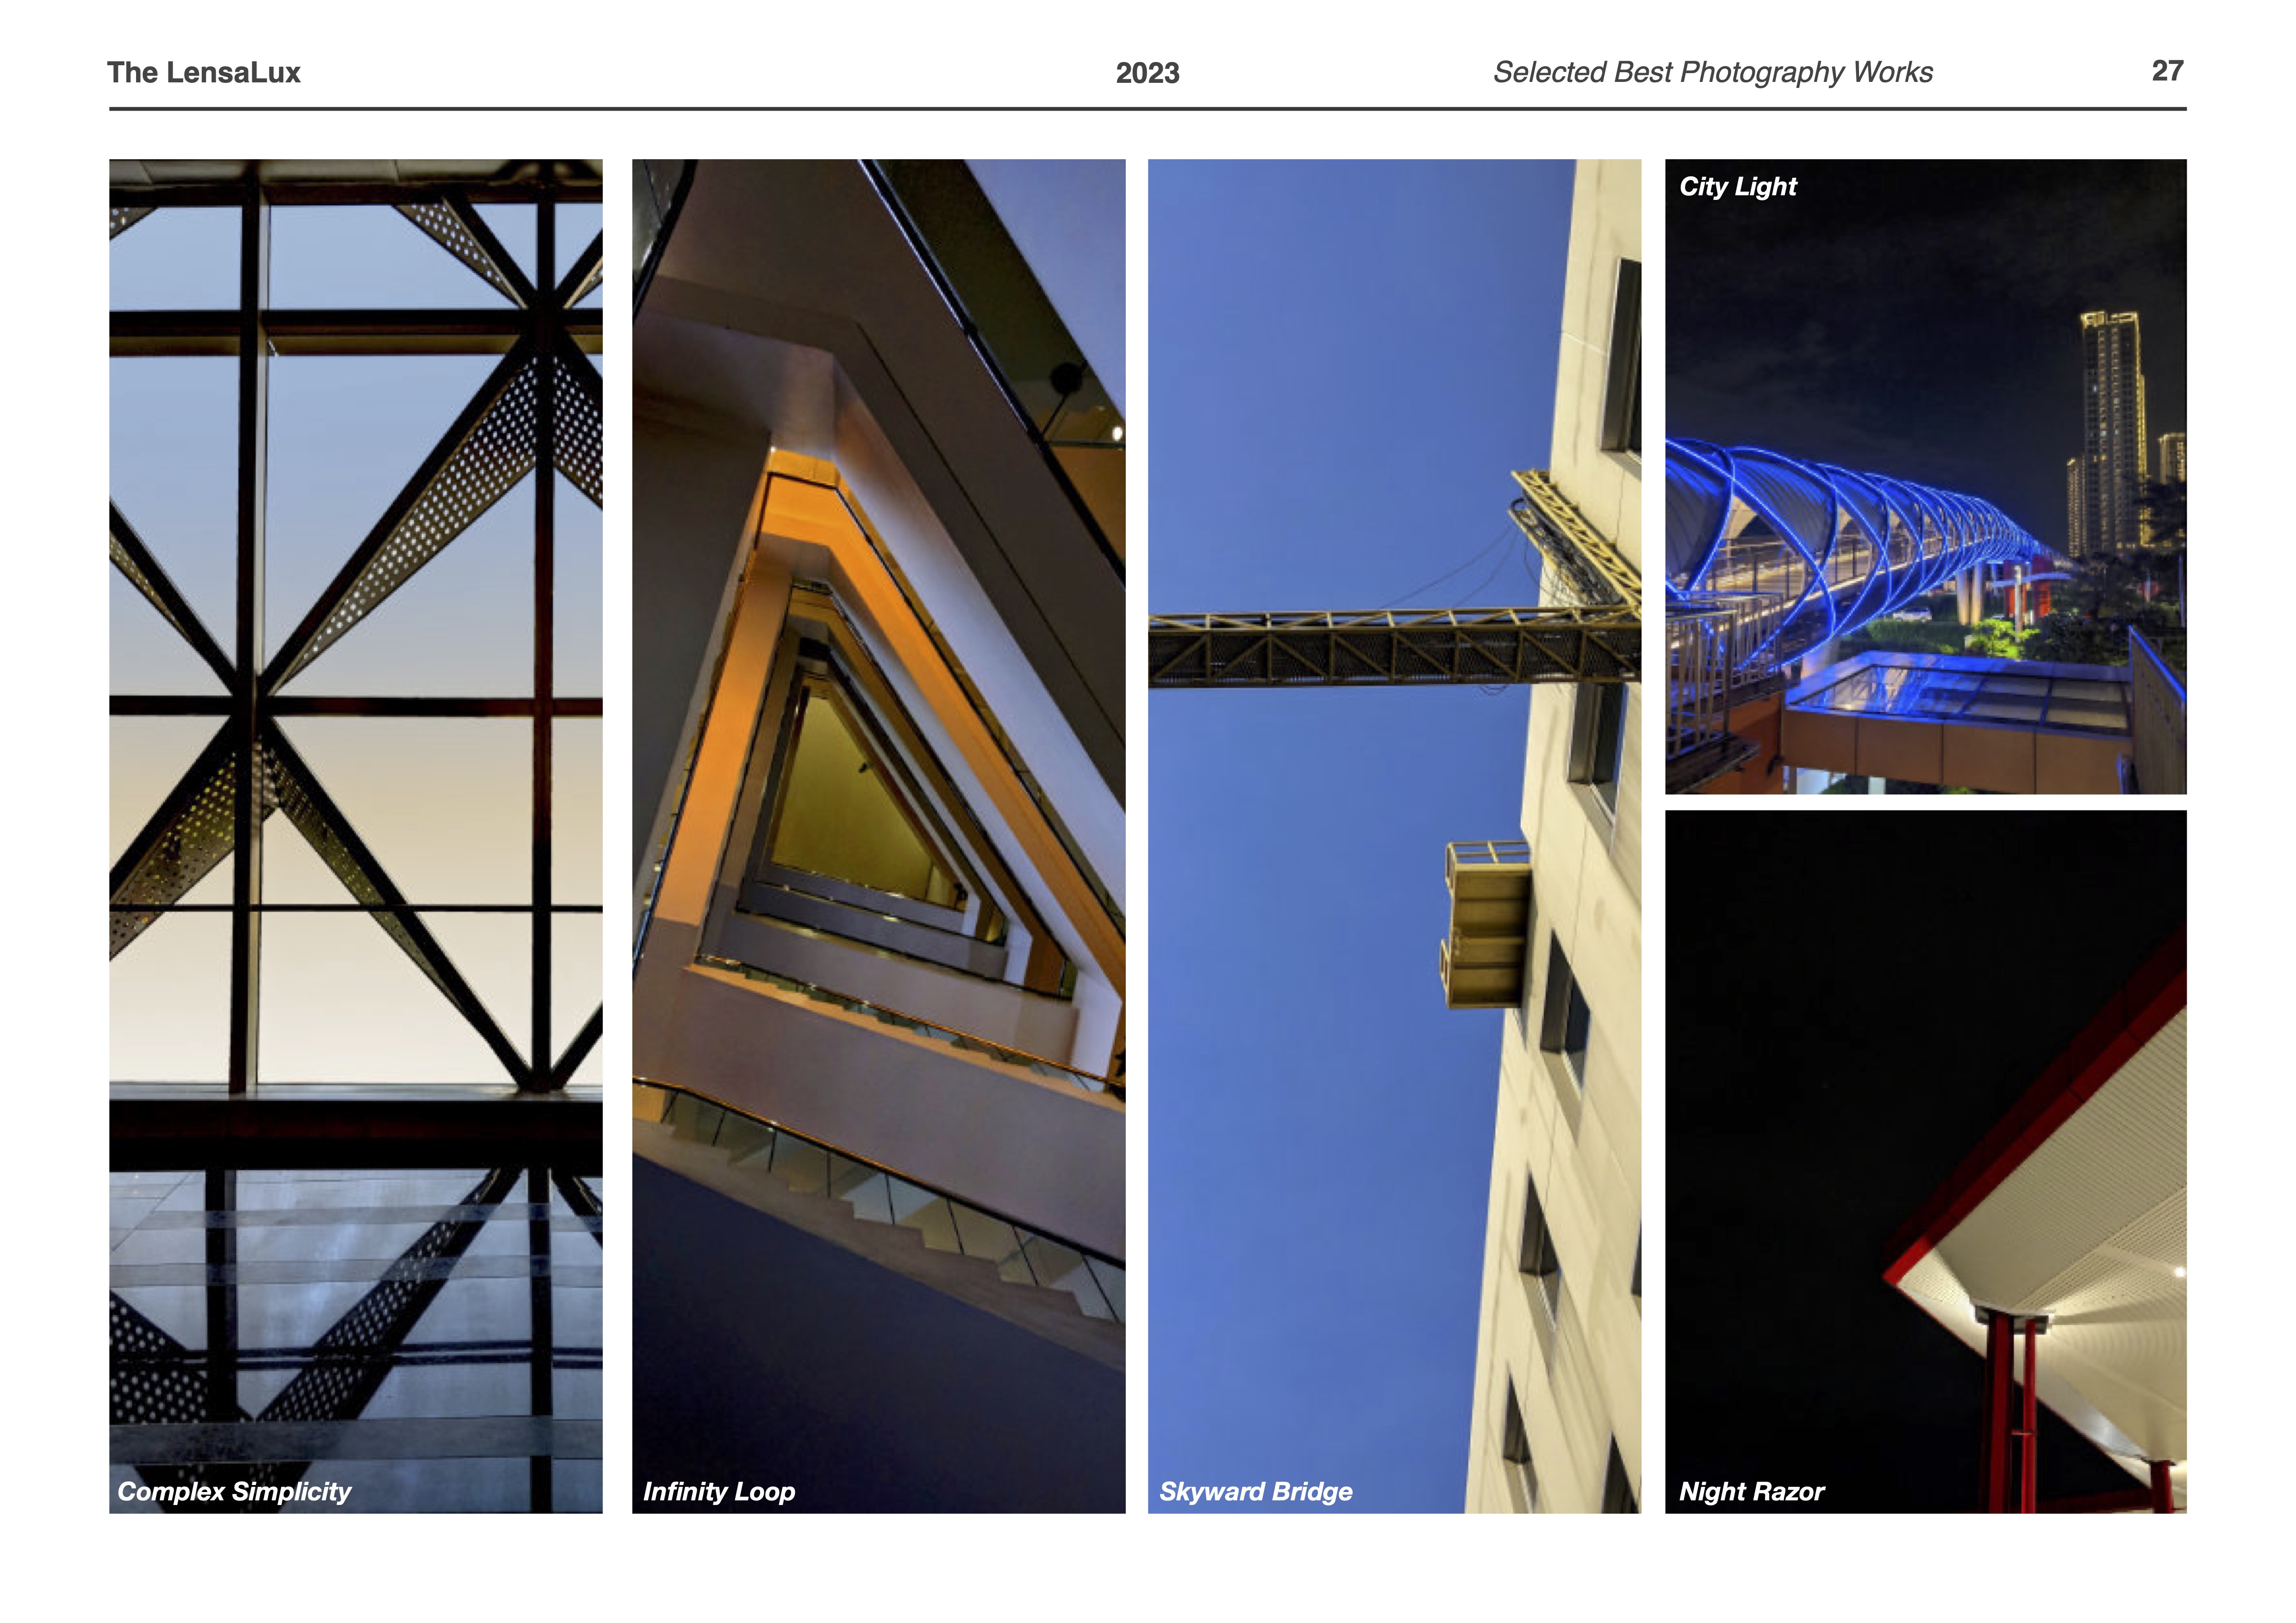 The LensaLux
2023
Selected Best Photography Works
27
City Light
Complex Simplicity
Infinity Loop
Skyward Bridge
Night Razor